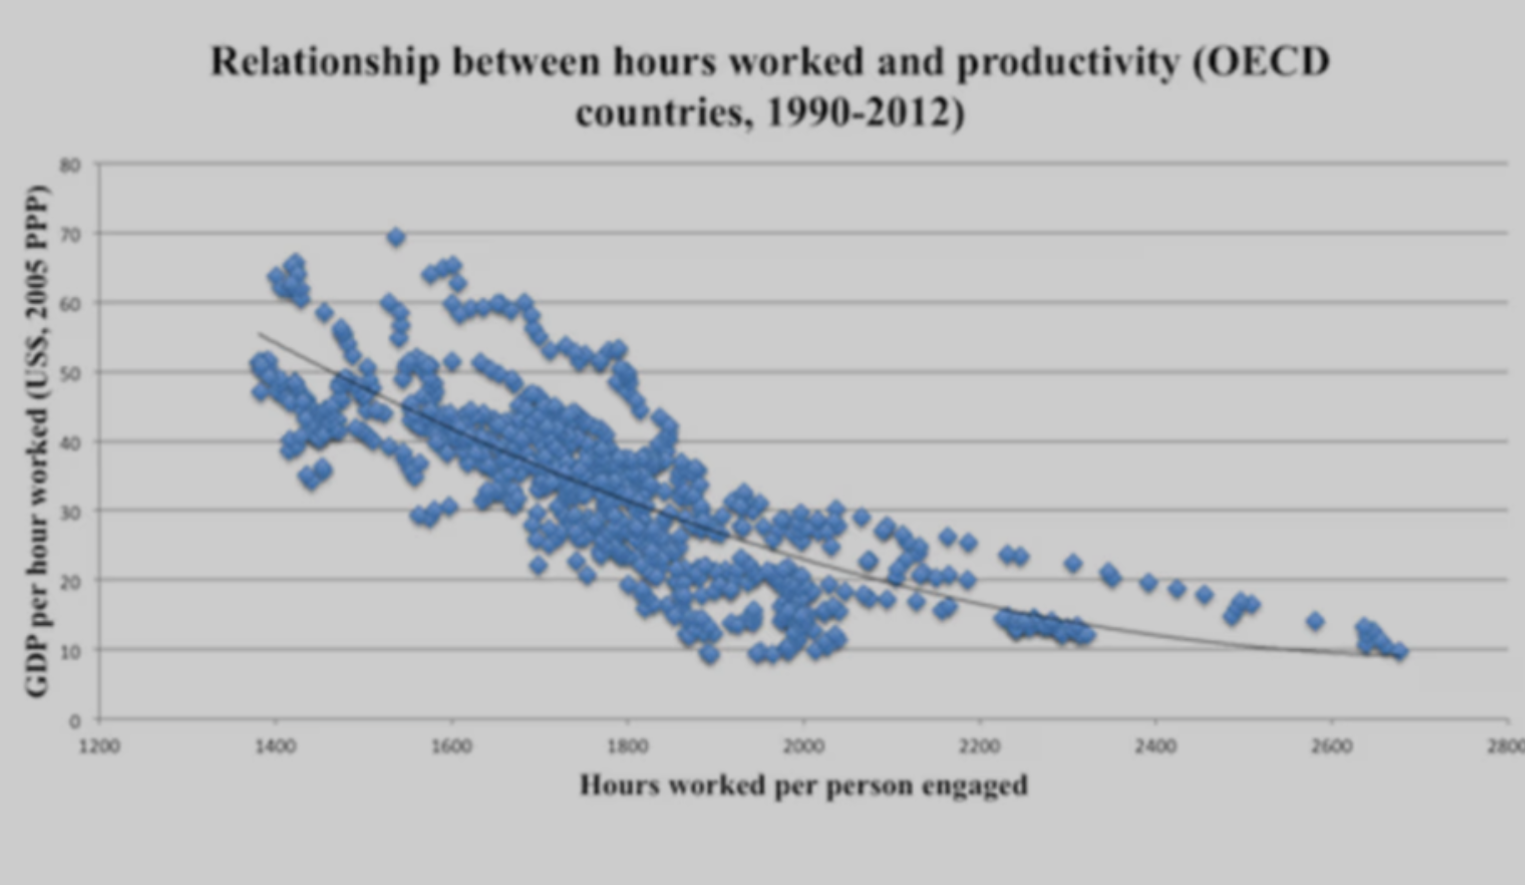 Relationship between hours worked and productivity (OECD
countries, 1990-2012)
GDP per hour worked (US$, 2005 PPP)
80
70
60
50
40
30
20
10
0
1200 1400 1600 1800 2000 2200 2400 2600 2800
Hours worked per person engaged